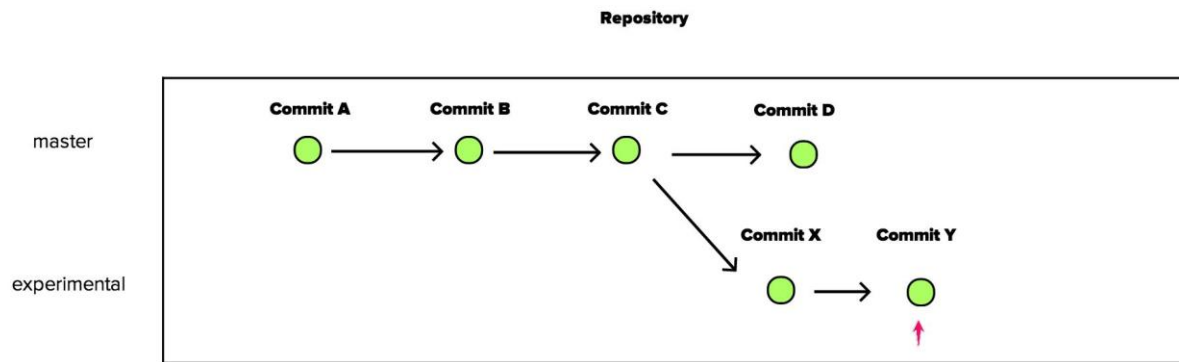 Repository
Commit A Commit B Commit C Commit D
master
Commit X Commit Y
experimental